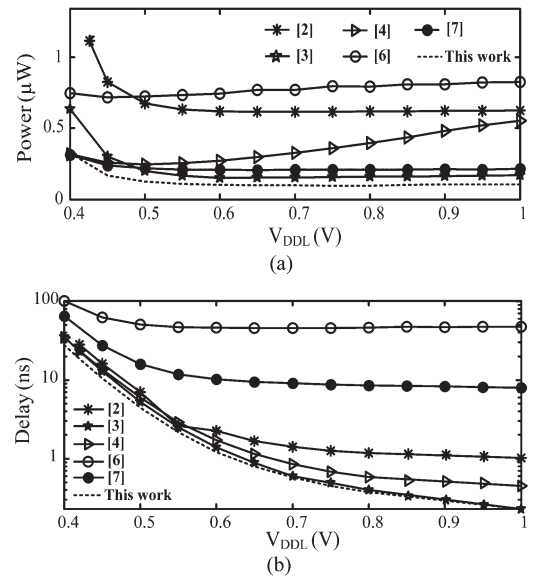 [2] [4] [7]
[3] [6] This work
Power (μW)
1
0.5
0
0.4 0.5 0.6 0.7 0.8 0.9 1
V_DDL (V)
(a)
Delay (ns)
100
10
1
[2]
[3]
[4]
[6]
[7]
This work
0.4 0.5 0.6 0.7 0.8 0.9 1
V_DDL (V)
(b)